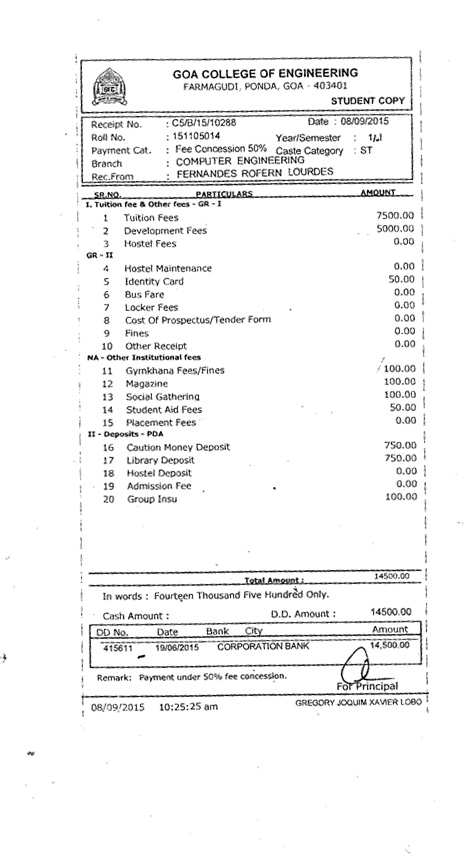 GOA COLLEGE OF ENGINEERING
FARMAGUDI, PONDA, GOA - 403401
STUDENT COPY
Receipt No. : C5/B/15/10288 Date : 08/09/2015
Roll No. : 151105014 Year/Semester : 1/1
Payment Cat. : Fee Concession 50% Caste Category : ST
Branch : COMPUTER ENGINEERING
Rec.From : FERNANDES ROFERN LOURDES
SR.NO. PARTICULARS AMOUNT
I. Tuition fee & Other fees - GR - I
1 Tuition Fees 7500.00
2 Development Fees 5000.00
3 Hostel Fees 0.00
GR - II
4 Hostel Maintenance 0.00
5 Identity Card 50.00
6 Bus Fare 0.00
7 Locker Fees 0.00
8 Cost Of Prospectus/Tender Form 0.00
9 Fines 0.00
10 Other Receipt 0.00
NA - Other Institutional fees
11 Gymkhana Fees/Fines 100.00
12 Magazine 100.00
13 Social Gathering 100.00
14 Student Aid Fees 50.00
15 Placement Fees 0.00
II - Deposits - PDA
16 Caution Money Deposit 750.00
17 Library Deposit 750.00
18 Hostel Deposit 0.00
19 Admission Fee 0.00
20 Group Insu 100.00
Total Amount : 14500.00
In words : Fourteen Thousand Five Hundred Only.
Cash Amount : D.D. Amount : 14500.00
DD No. Date Bank City Amount
415611 19/06/2015 CORPORATION BANK 14,500.00
Remark: Payment under 50% fee concession.
For Principal
08/09/2015 10:25:25 am GREGORY JOQUIM XAVIER LOBO